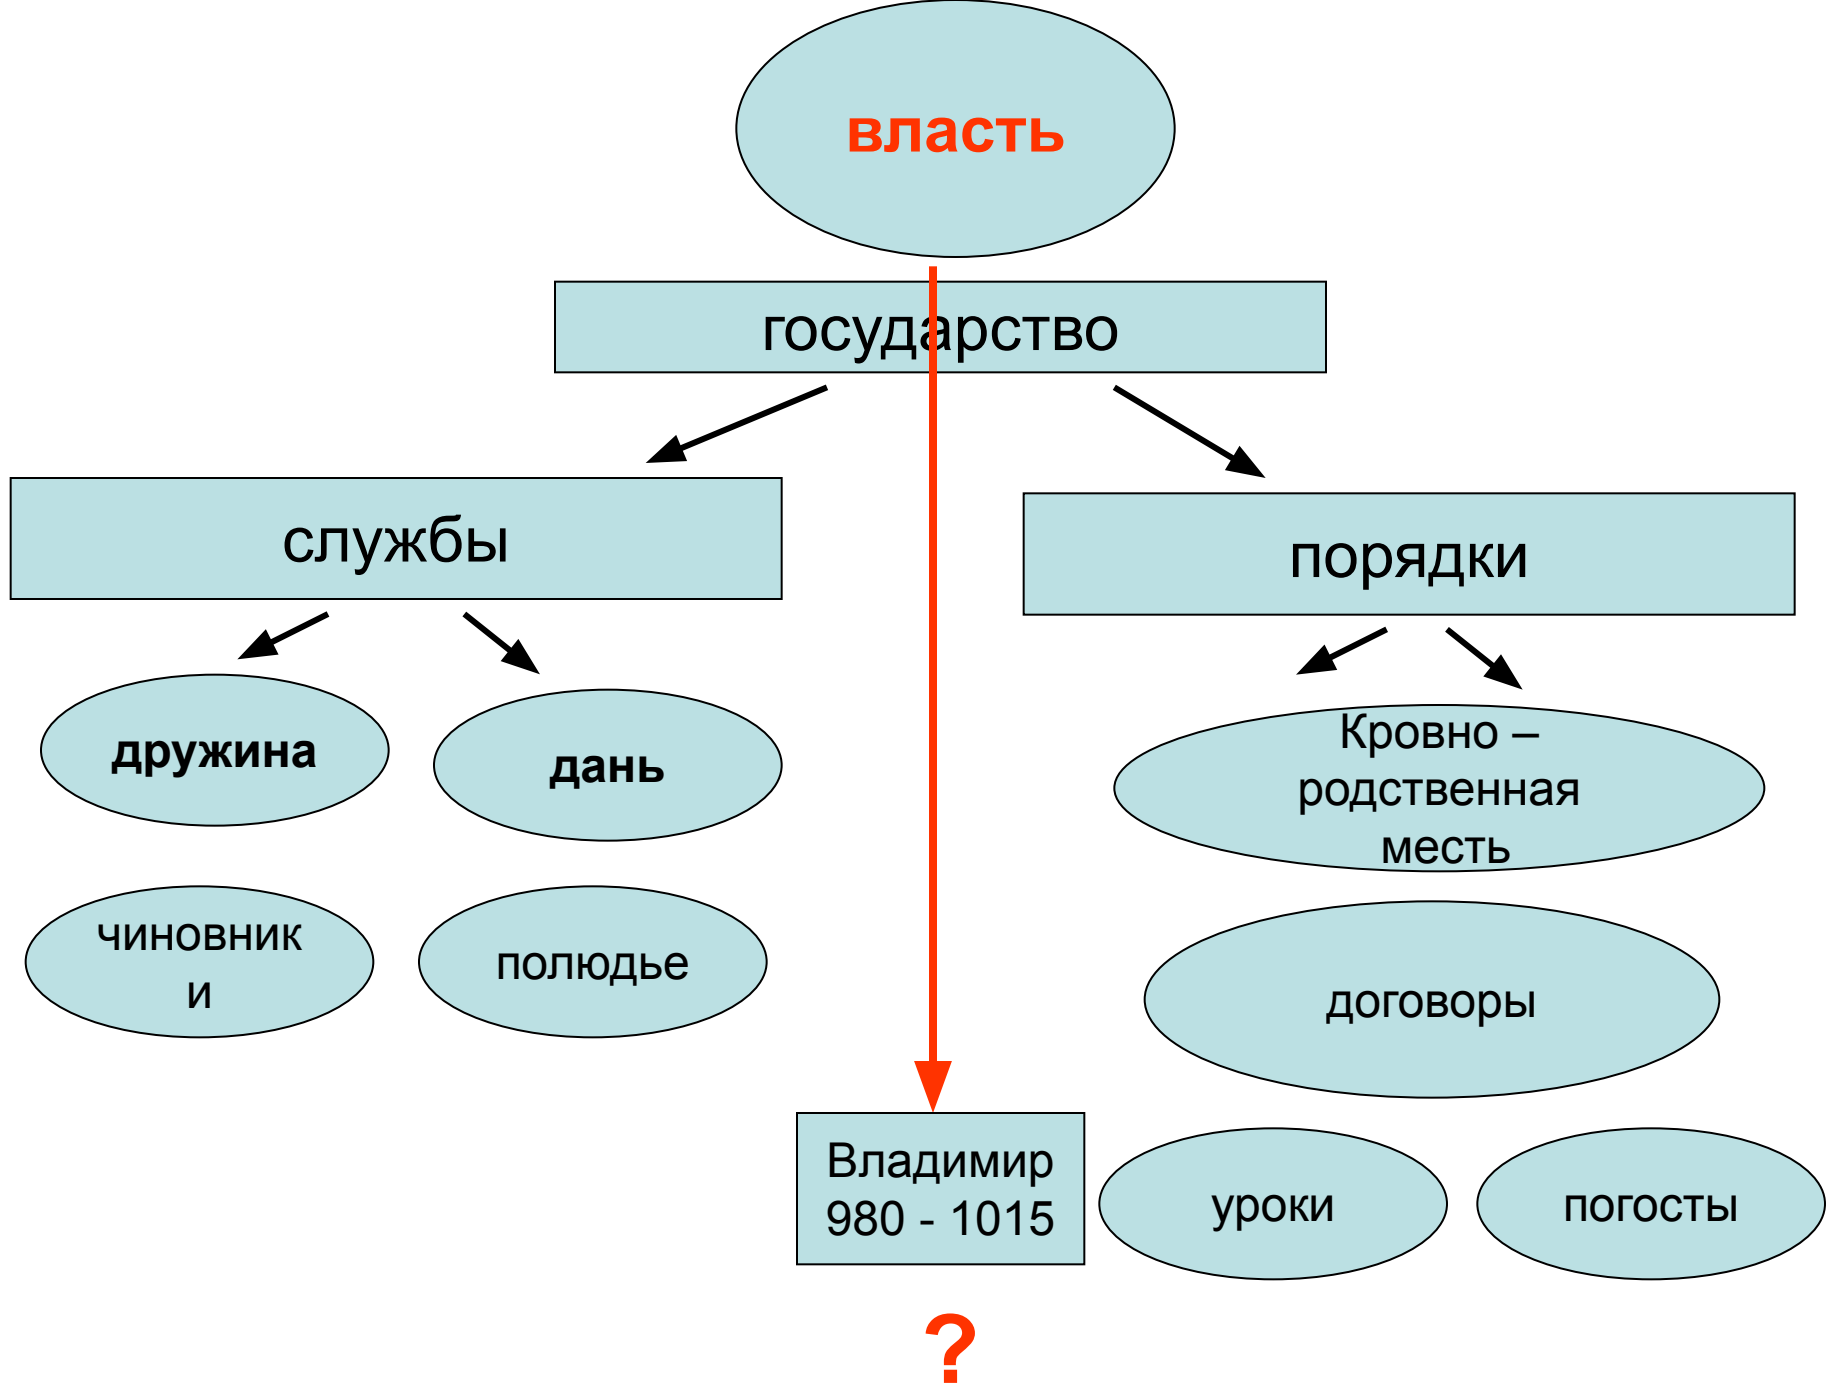 власть
государство
службы
порядки
дружина
дань
Кровно –
родственная
месть
чиновник
и
полюдье
договоры
Владимир
980 - 1015
уроки
погосты
?